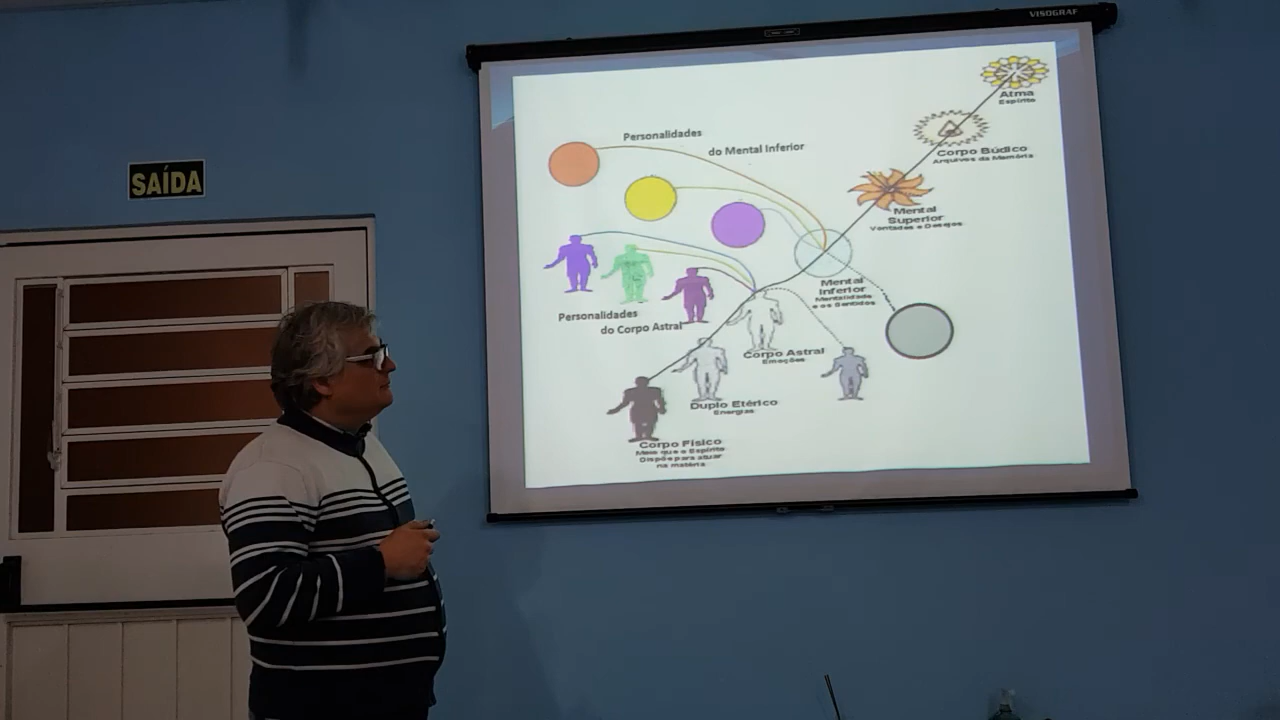 VISOGRAF
SAÍDA
Atma
Espírito
Corpo Búdico
Arquivos da Memória
Mental
Superior
Vontades e Desejos
Personalidades
do Mental Inferior
Mental
Inferior
Mentalidade
e os Sentidos
Personalidades
do Corpo Astral
Corpo Astral
Emoções
Duplo Etérico
Energias
Corpo Físico
Meio que o Espírito
Dispõe para atuar
na matéria